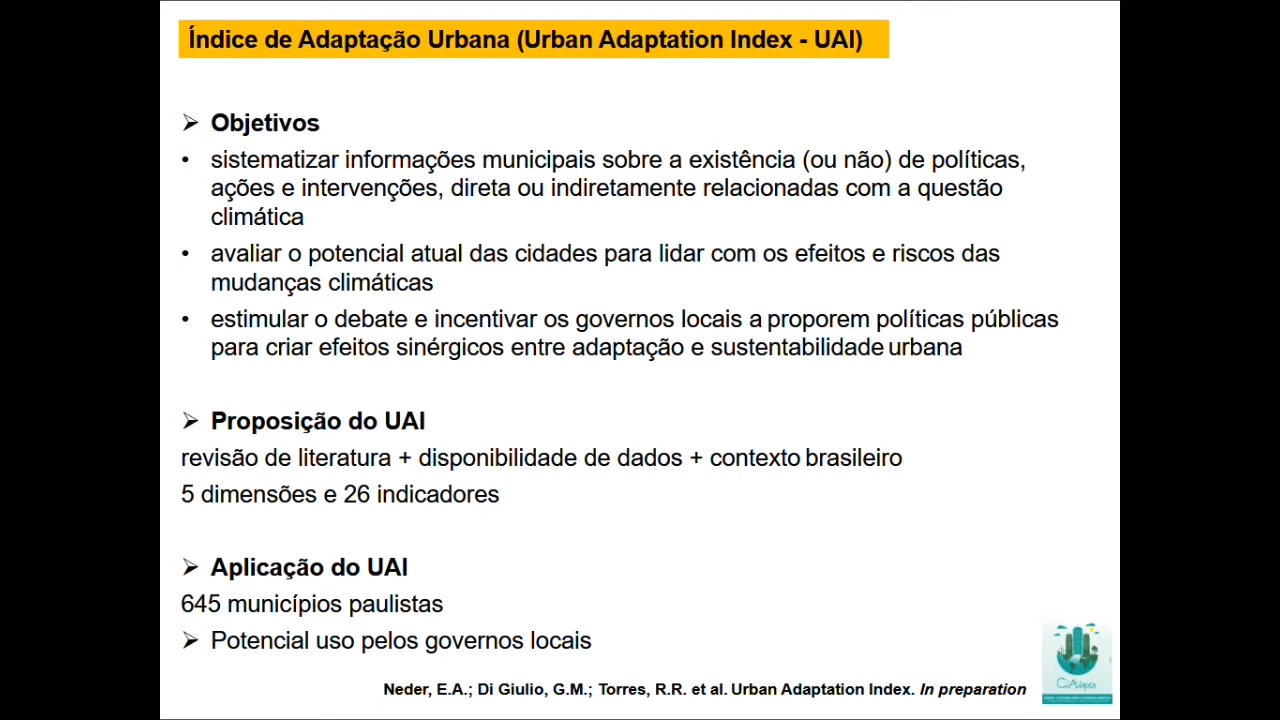 Índice de Adaptação Urbana (Urban Adaptation Index - UAI)
➢ Objetivos
• sistematizar informações municipais sobre a existência (ou não) de políticas,
ações e intervenções, direta ou indiretamente relacionadas com a questão
climática
• avaliar o potencial atual das cidades para lidar com os efeitos e riscos das
mudanças climáticas
• estimular o debate e incentivar os governos locais a proporem políticas públicas
para criar efeitos sinérgicos entre adaptação e sustentabilidade urbana
➢ Proposição do UAI
revisão de literatura + disponibilidade de dados + contexto brasileiro
5 dimensões e 26 indicadores
➢ Aplicação do UAI
645 municípios paulistas
➢ Potencial uso pelos governos locais
CiAdapta
Neder, E.A.; Di Giulio, G.M.; Torres, R.R. et al. Urban Adaptation Index. In preparation